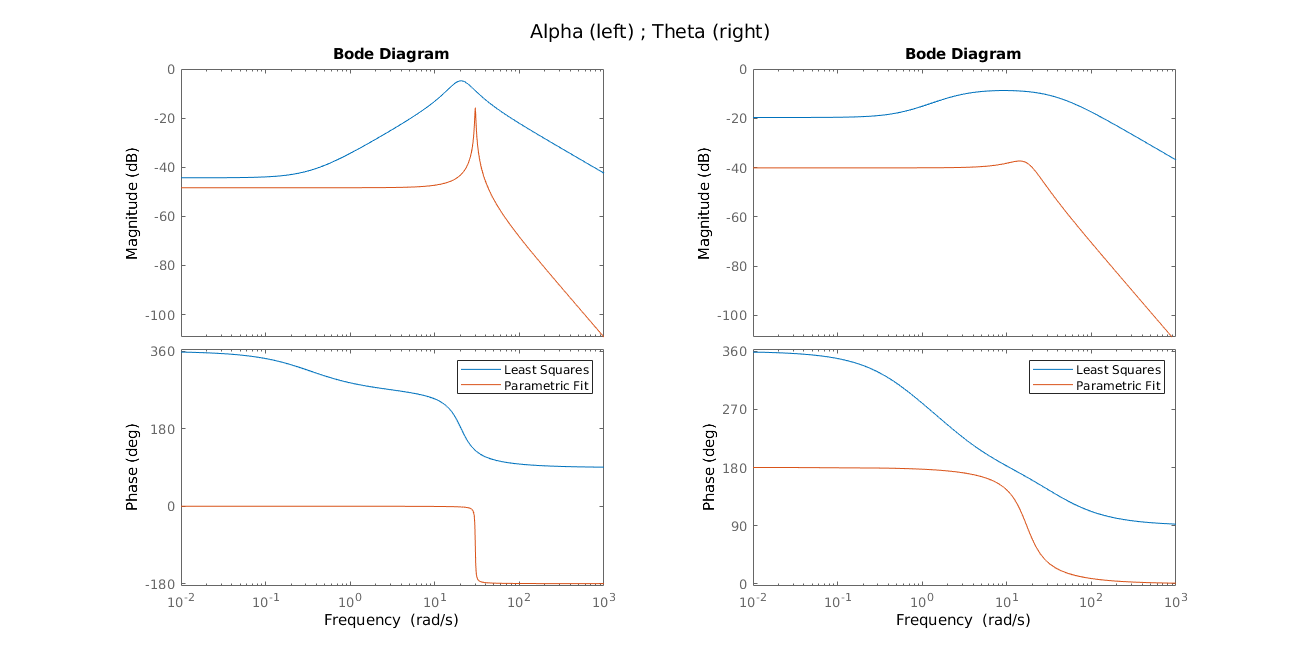 Alpha (left) ; Theta (right)
Bode Diagram
Magnitude (dB)
0
-20
-40
-60
-80
-100
Phase (deg)
360
180
0
-180
Least Squares
Parametric Fit
10^-2 10^-1 10^0 10^1 10^2 10^3
Frequency (rad/s)
Bode Diagram
Magnitude (dB)
0
-20
-40
-60
-80
-100
Phase (deg)
360
270
180
90
0
Least Squares
Parametric Fit
10^-2 10^-1 10^0 10^1 10^2 10^3
Frequency (rad/s)